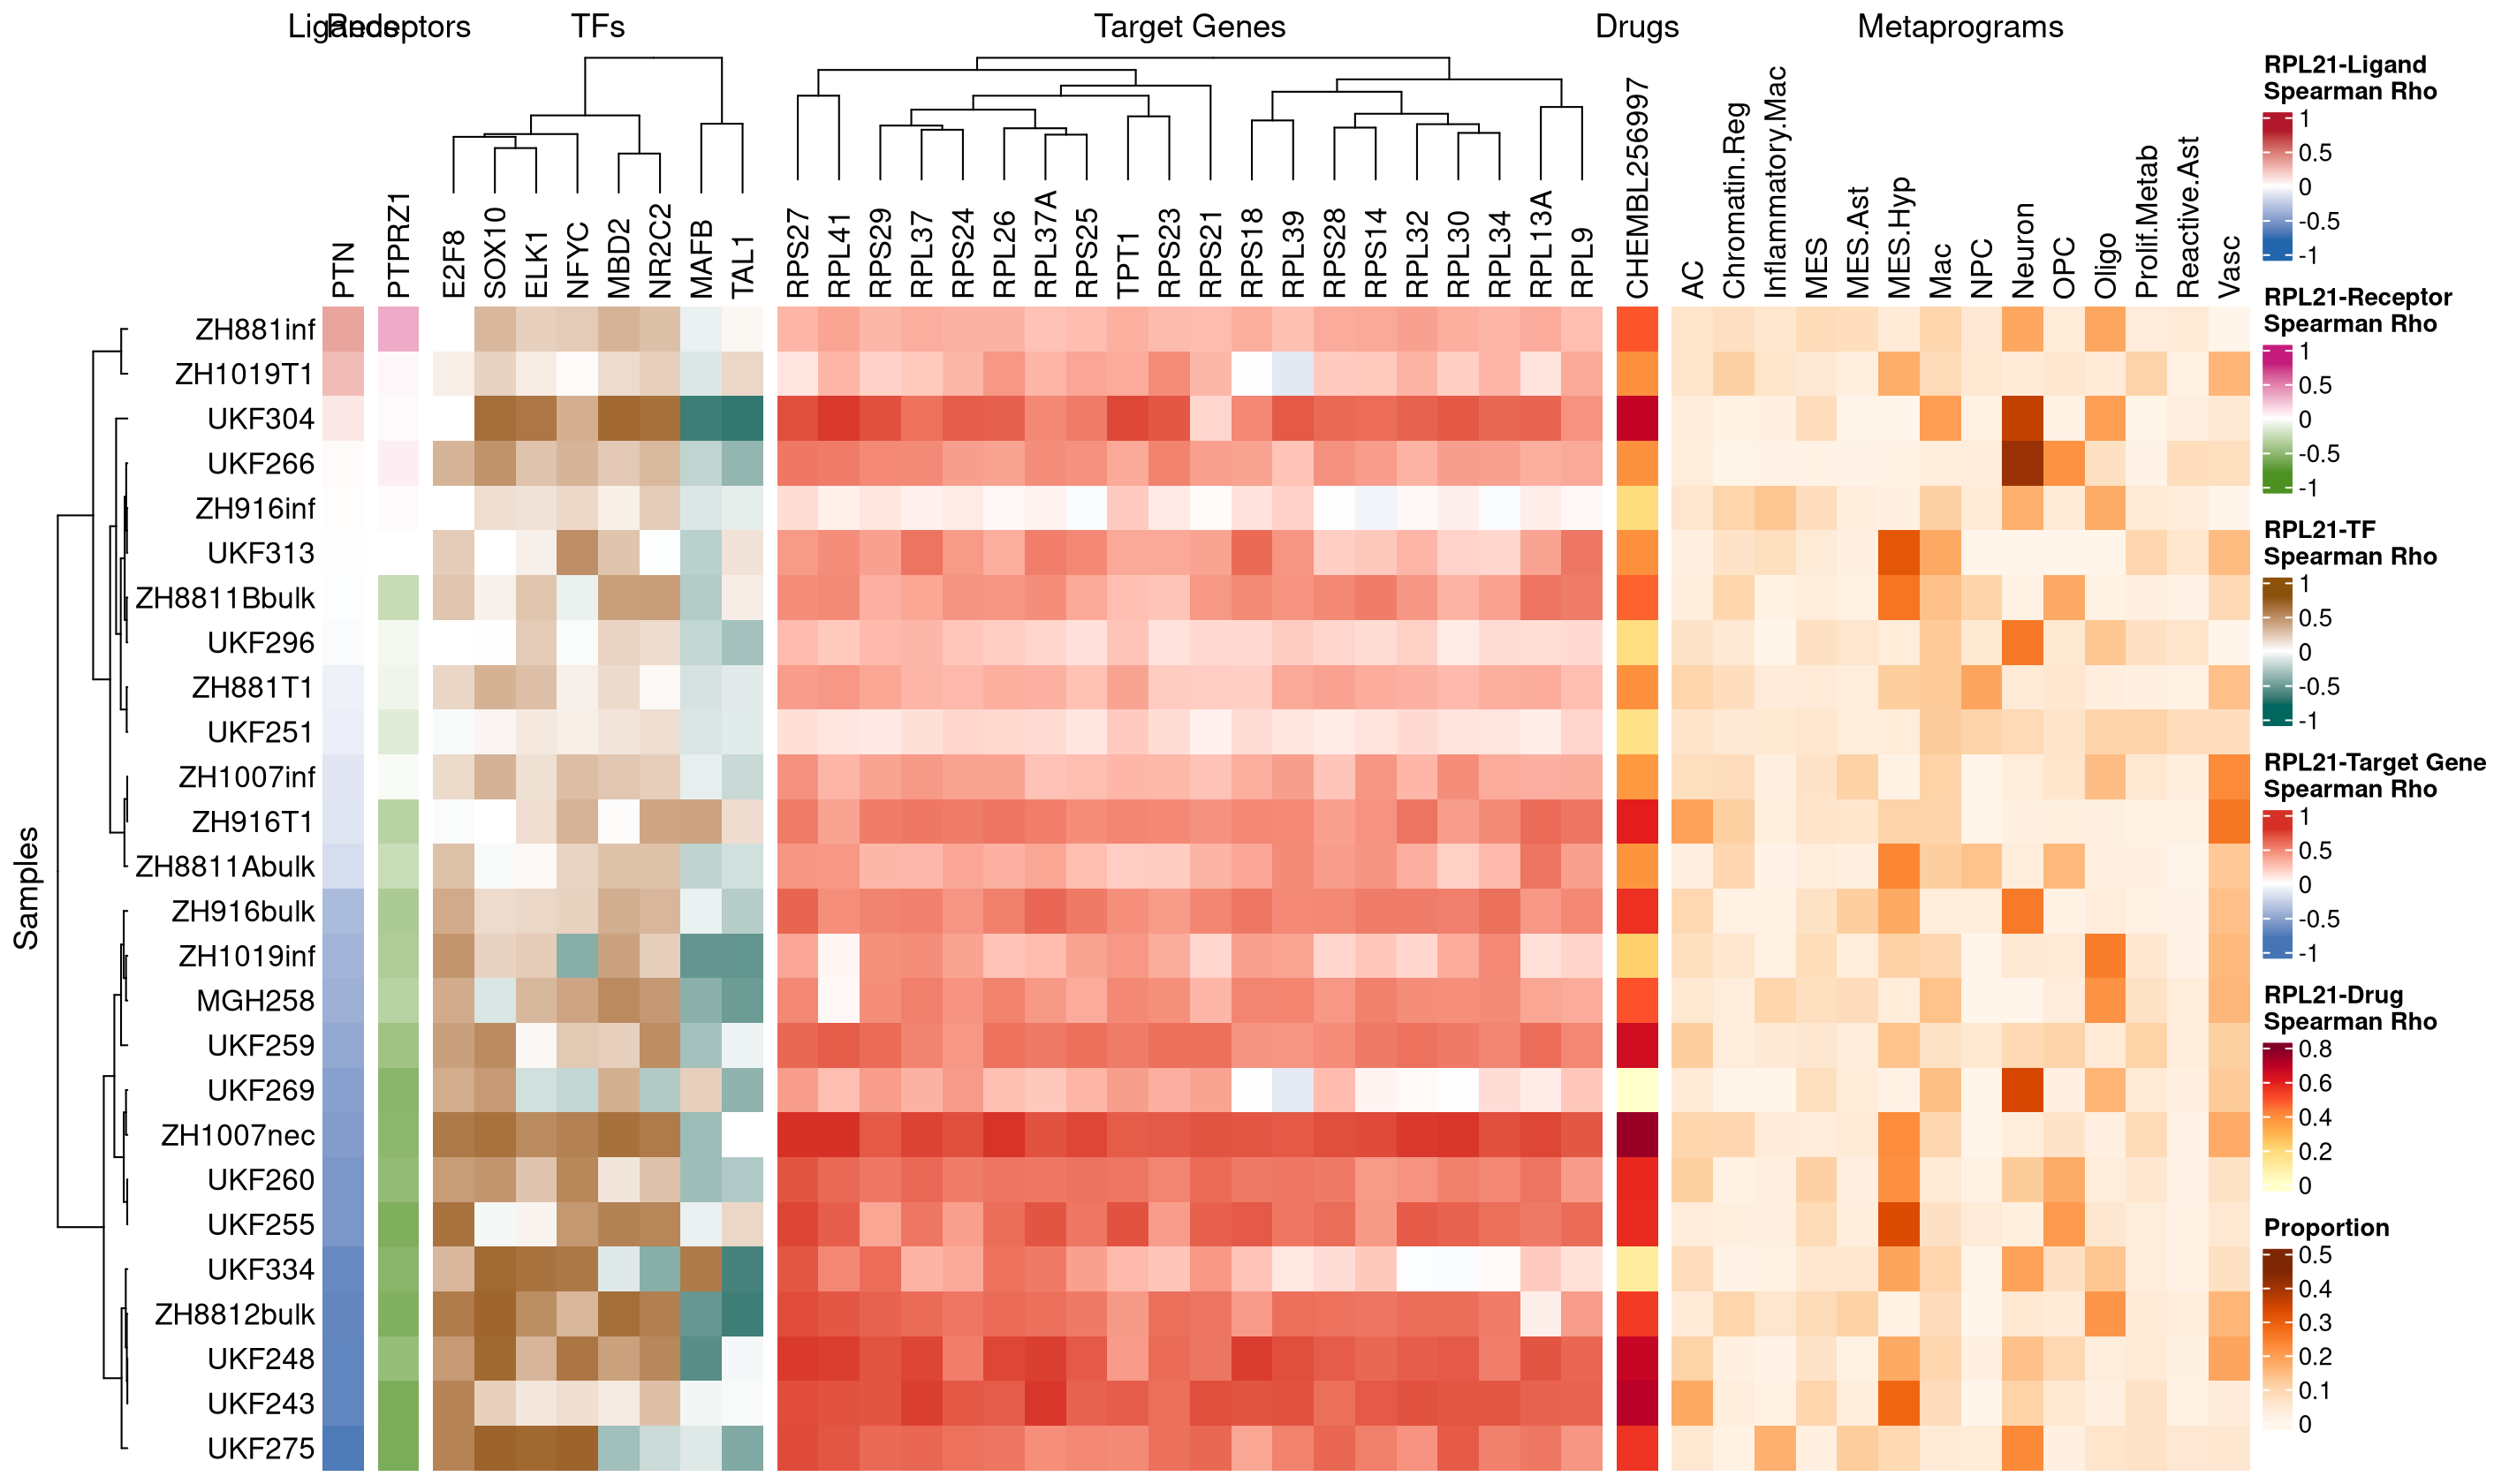 Ligands
Receptors
TFs
Target Genes
Drugs
Metaprograms
PTN
PTPRZ1
E2F8
SOX10
ELK1
NFYC
MBD2
NR2C2
MAFB
TAL1
RPS27
RPL41
RPS29
RPL37
RPS24
RPL26
RPL37A
RPS25
TPT1
RPS23
RPS21
RPS18
RPL39
RPS28
RPS14
RPL32
RPL30
RPL34
RPL13A
RPL9
CHEMBL256997
AC
Chromatin.Reg
Inflammatory.Mac
MES
MES.Ast
MES.Hyp
Mac
NPC
Neuron
OPC
Oligo
Prolif.Metab
Reactive.Ast
Vasc
Samples
ZH881inf
ZH1019T1
UKF304
UKF266
ZH916inf
UKF313
ZH8811Bbulk
UKF296
ZH881T1
UKF251
ZH1007inf
ZH916T1
ZH8811Abulk
ZH916bulk
ZH1019inf
MGH258
UKF259
UKF269
ZH1007nec
UKF260
UKF255
UKF334
ZH8812bulk
UKF248
UKF243
UKF275
RPL21-Ligand
Spearman Rho
1
0.5
0
-0.5
-1
RPL21-Receptor
Spearman Rho
1
0.5
0
-0.5
-1
RPL21-TF
Spearman Rho
1
0.5
0
-0.5
-1
RPL21-Target Gene
Spearman Rho
1
0.5
0
-0.5
-1
RPL21-Drug
Spearman Rho
0.8
0.6
0.4
0.2
0
Proportion
0.5
0.4
0.3
0.2
0.1
0